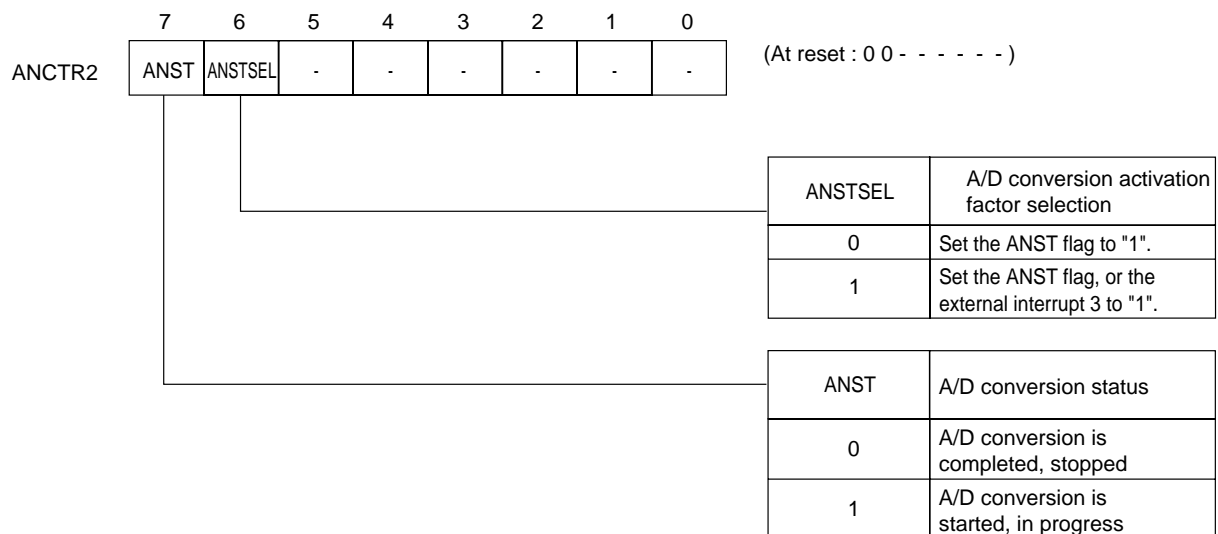 7 6 5 4 3 2 1 0
(At reset : 0 0 - - - - - - )
ANCTR2 ANST ANSTSEL - - - - - -
ANSTSEL
A/D conversion activation
factor selection
0
Set the ANST flag to "1".
1
Set the ANST flag, or the
external interrupt 3 to "1".
ANST
A/D conversion status
0
A/D conversion is
completed, stopped
1
A/D conversion is
started, in progress